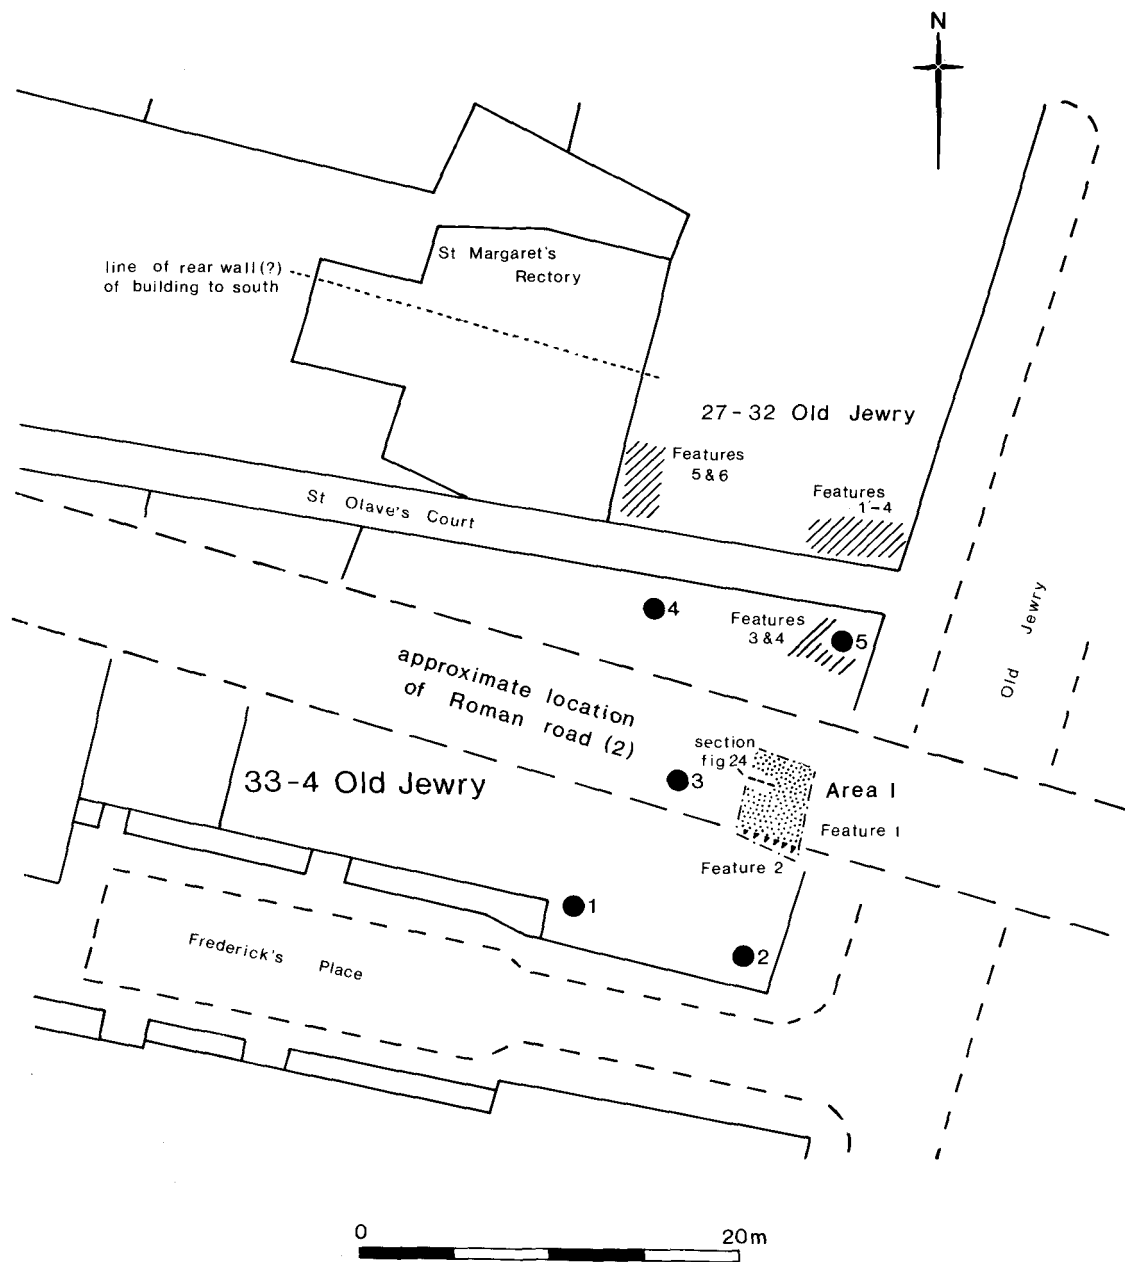 N
St Margaret's
Rectory
line of rear wall(?)
of building to south
27-32 Old Jewry
Features
5&6
Features
1-4
St Olave's Court
4
Features
3&4
5
Old Jewry
approximate location
of Roman road (2)
section
fig 24
3
Area I
33-4 Old Jewry
Feature 1
Feature 2
1
2
Frederick's Place
0
20m